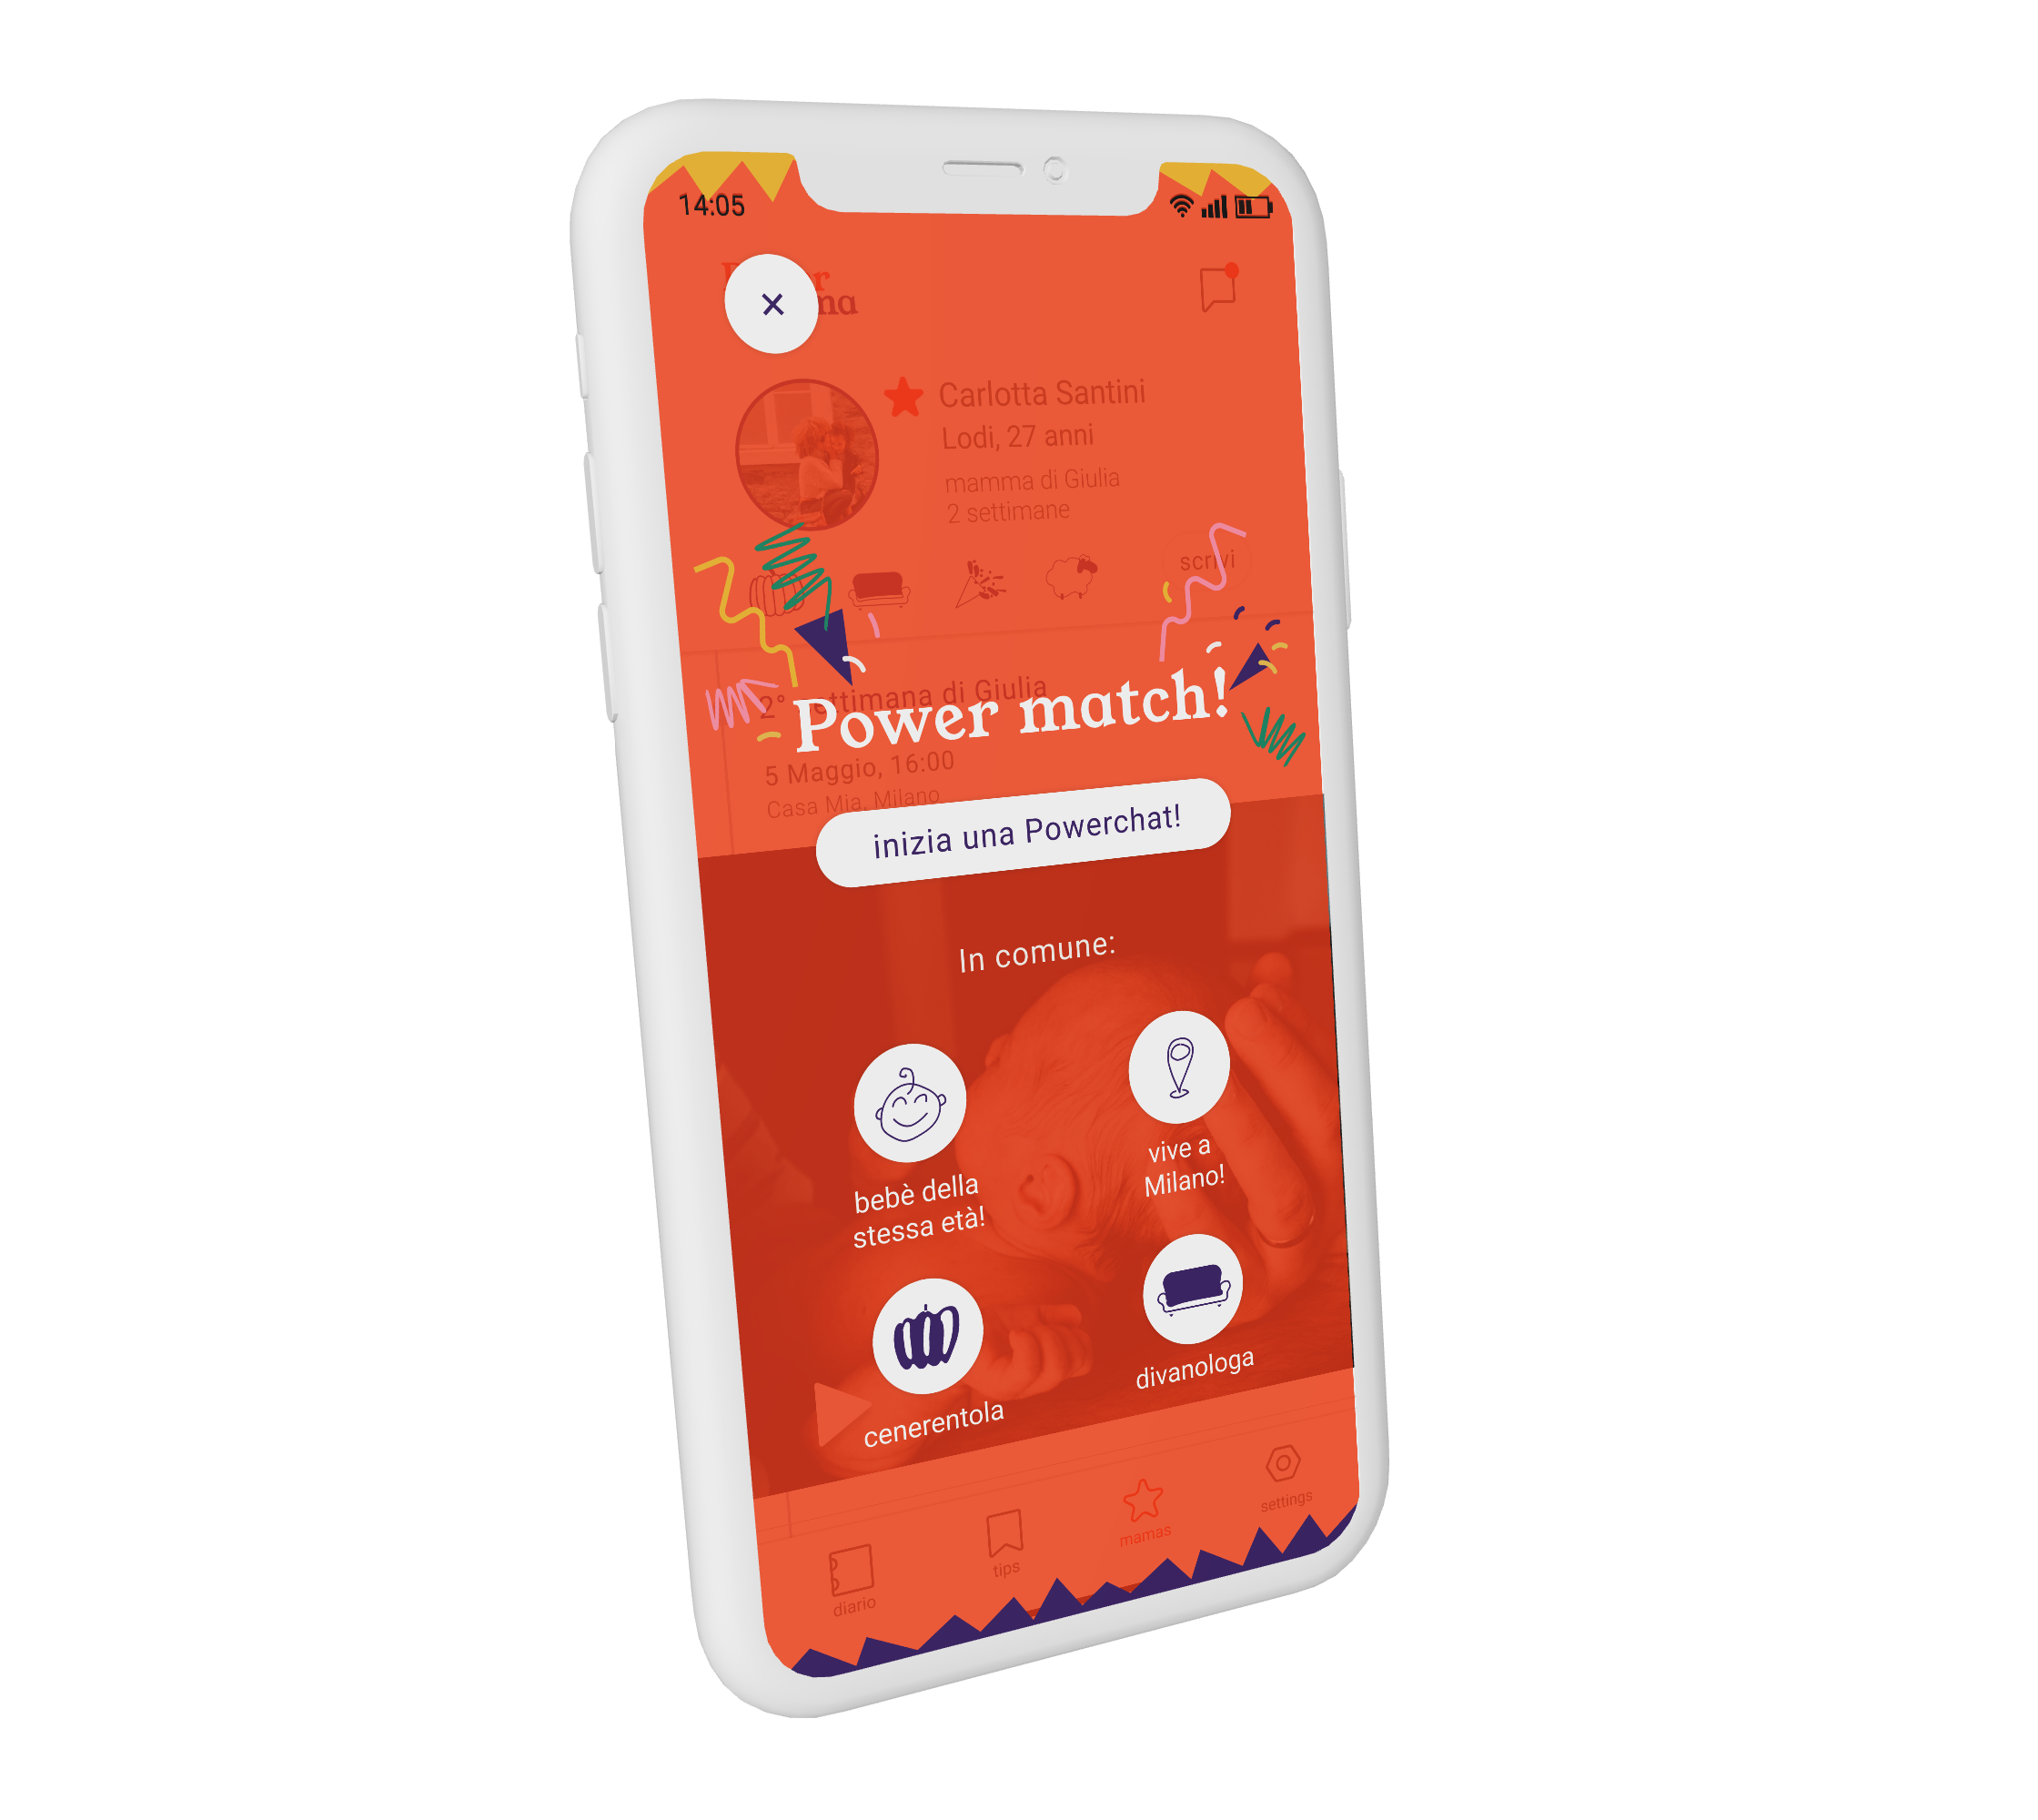 14:05
Carlotta Santini
Lodi, 27 anni
mamma di Giulia
2 settimane
scrivi
2° settimana di Giulia
Power match!
5 Maggio, 16:00
Casa Mia, Milano
inizia una Powerchat!
In comune:
bebè della
stessa età!
vive a
Milano!
cenerentola
divanologa
diario
tips
mamas
settings